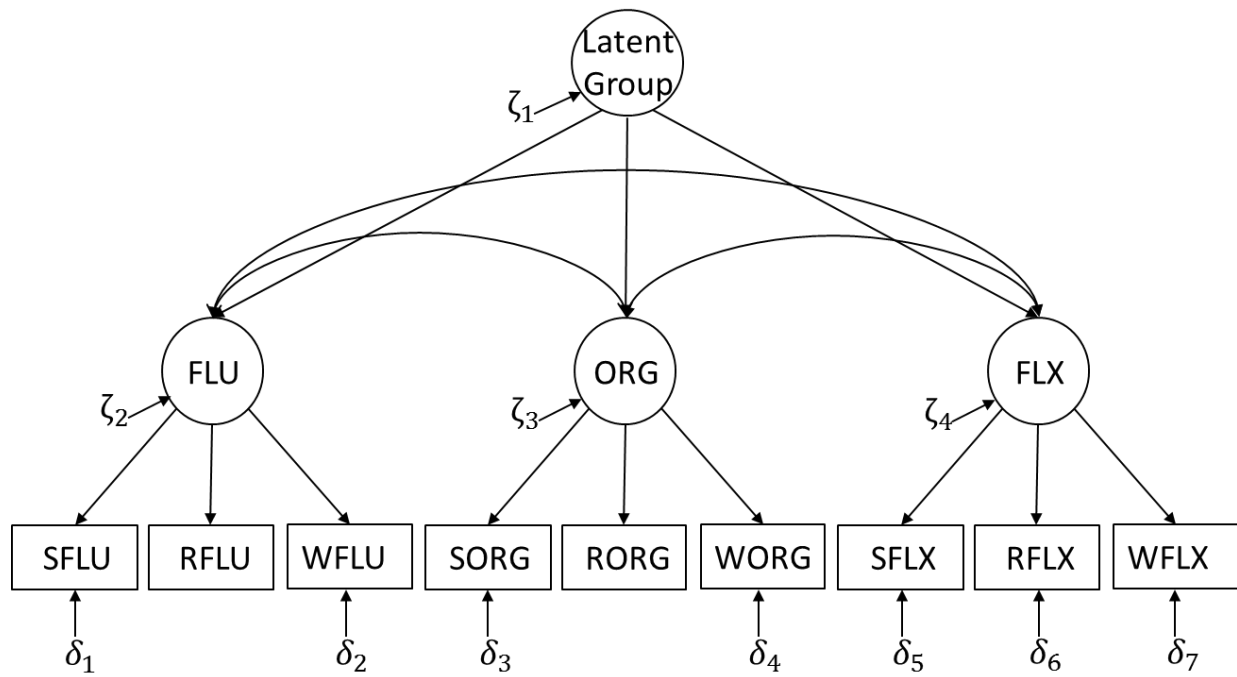 Latent
Group
ζ₁
FLU
ORG
FLX
ζ₂
ζ₃
ζ₄
SFLU
RFLU
WFLU
SORG
RORG
WORG
SFLX
RFLX
WFLX
δ₁
δ₂
δ₃
δ₄
δ₅
δ₆
δ₇